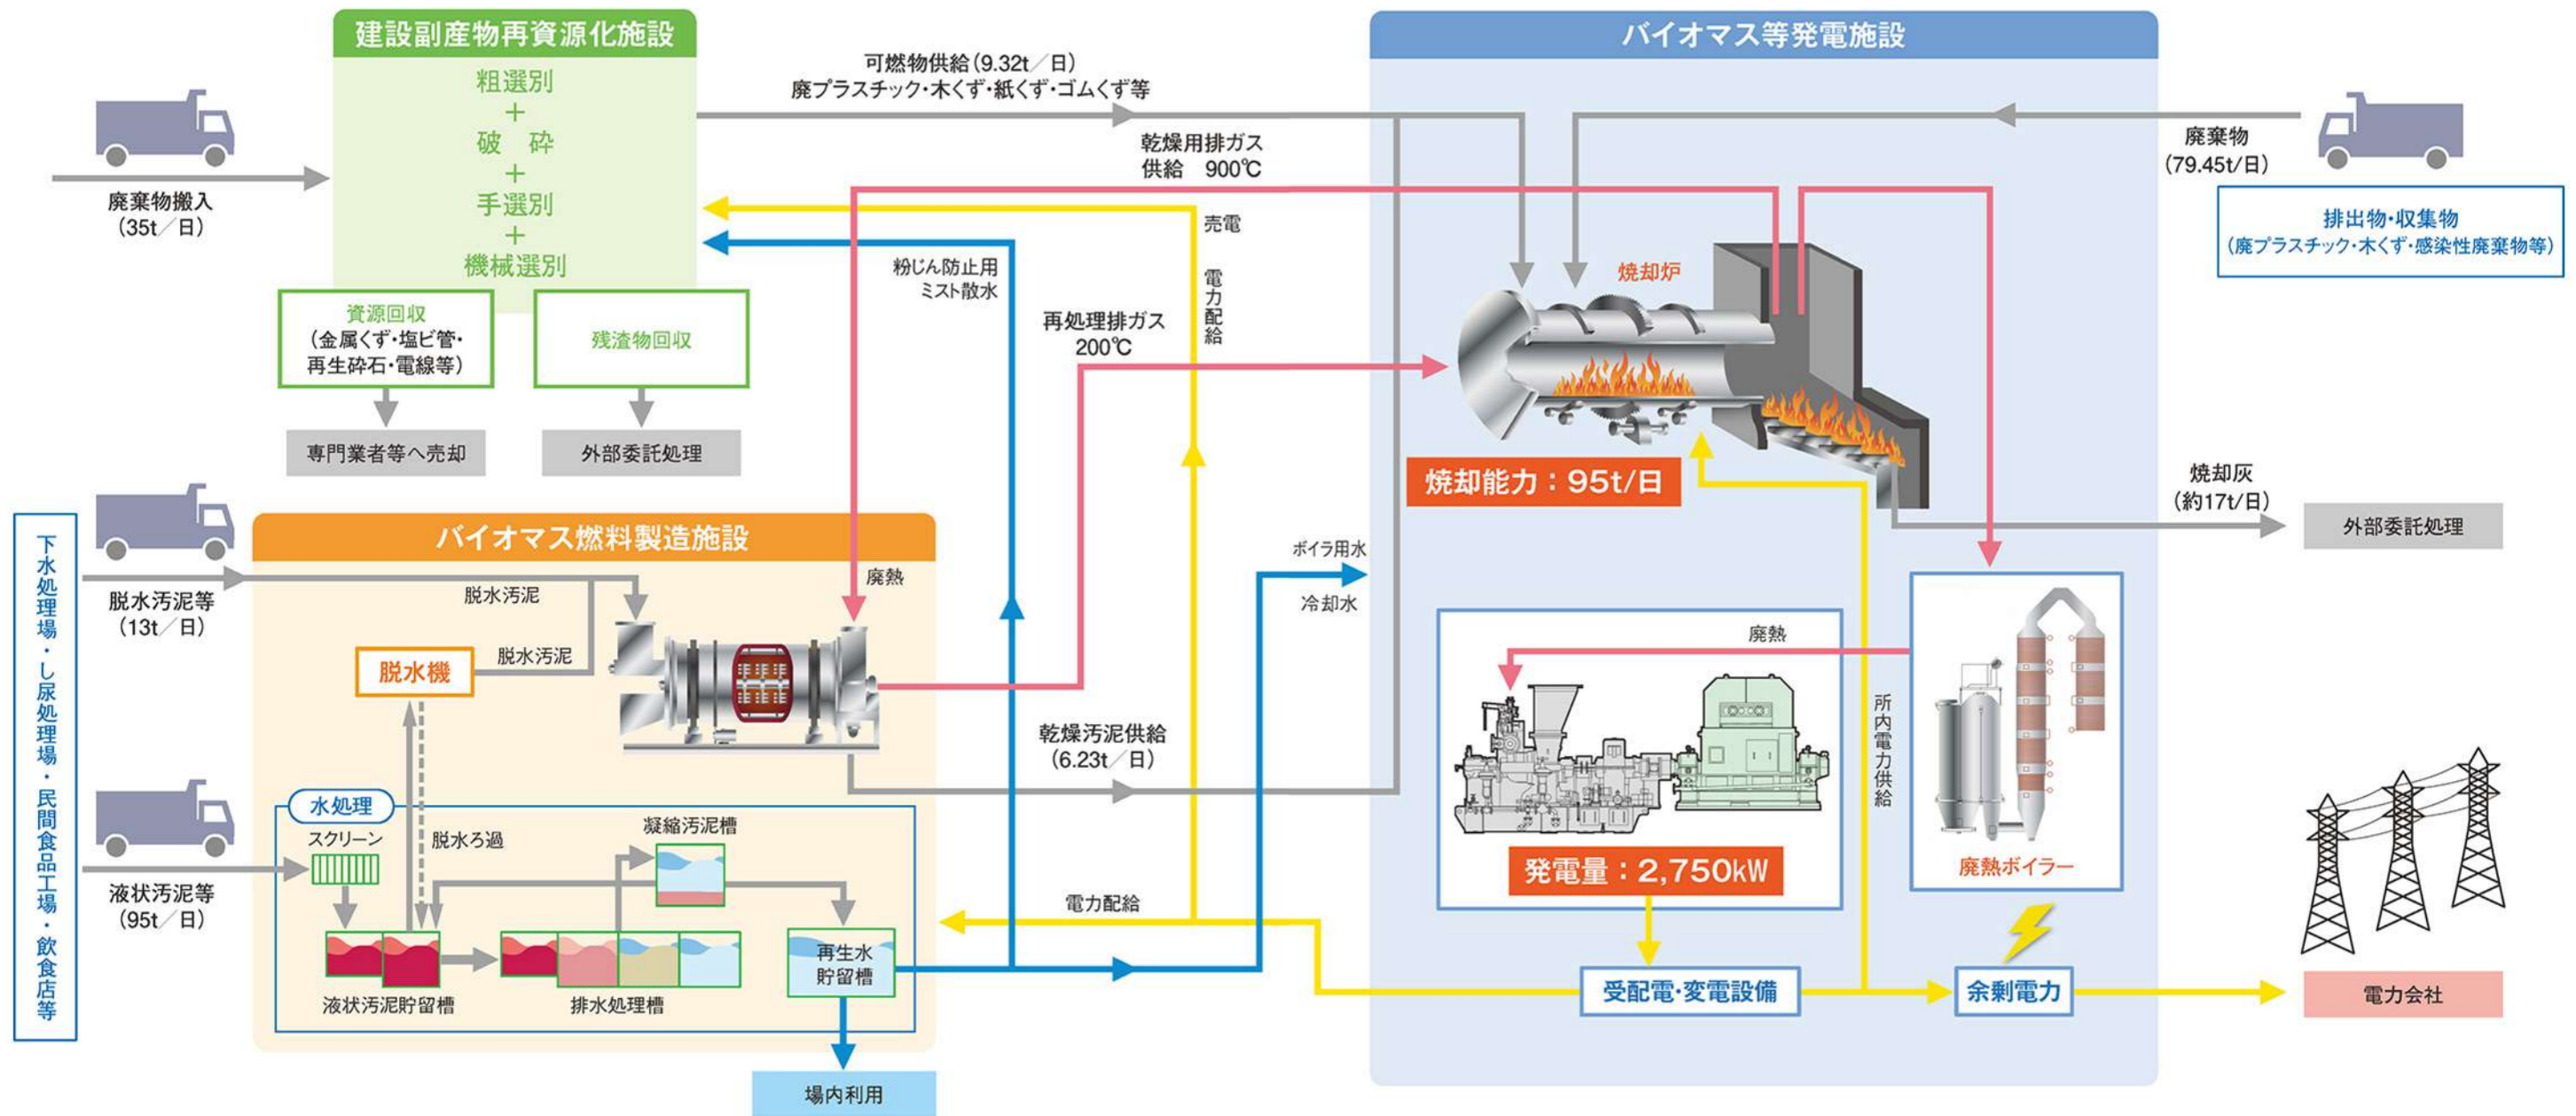 建設副産物再資源化施設
粗選別
+
破 砕
+
手選別
+
機械選別
資源回収
(金属くず・塩ビ管・
再生砕石・電線等)
残渣物回収
専門業者等へ売却
外部委託処理
廃棄物搬入
(35t/日)
可燃物供給(9.32t/日)
廃プラスチック・木くず・紙くず・ゴムくず等
乾燥用排ガス
供給 900℃
売電
電力配給
粉じん防止用
ミスト散水
再処理排ガス
200℃
バイオマス等発電施設
廃棄物
(79.45t/日)
排出物・収集物
(廃プラスチック・木くず・感染性廃棄物等)
焼却炉
焼却能力:95t/日
焼却灰
(約17t/日)
外部委託処理
下水処理場・し尿処理場・民間食品工場・飲食店等
脱水汚泥等
(13t/日)
液状汚泥等
(95t/日)
バイオマス燃料製造施設
脱水汚泥
廃熱
脱水機
脱水汚泥
水処理
スクリーン
脱水ろ過
凝縮汚泥槽
液状汚泥貯留槽
排水処理槽
再生水
貯留槽
場内利用
乾燥汚泥供給
(6.23t/日)
電力配給
ボイラ用水
冷却水
廃熱
発電量:2,750kW
所内電力供給
廃熱ボイラー
受配電・変電設備
余剰電力
電力会社